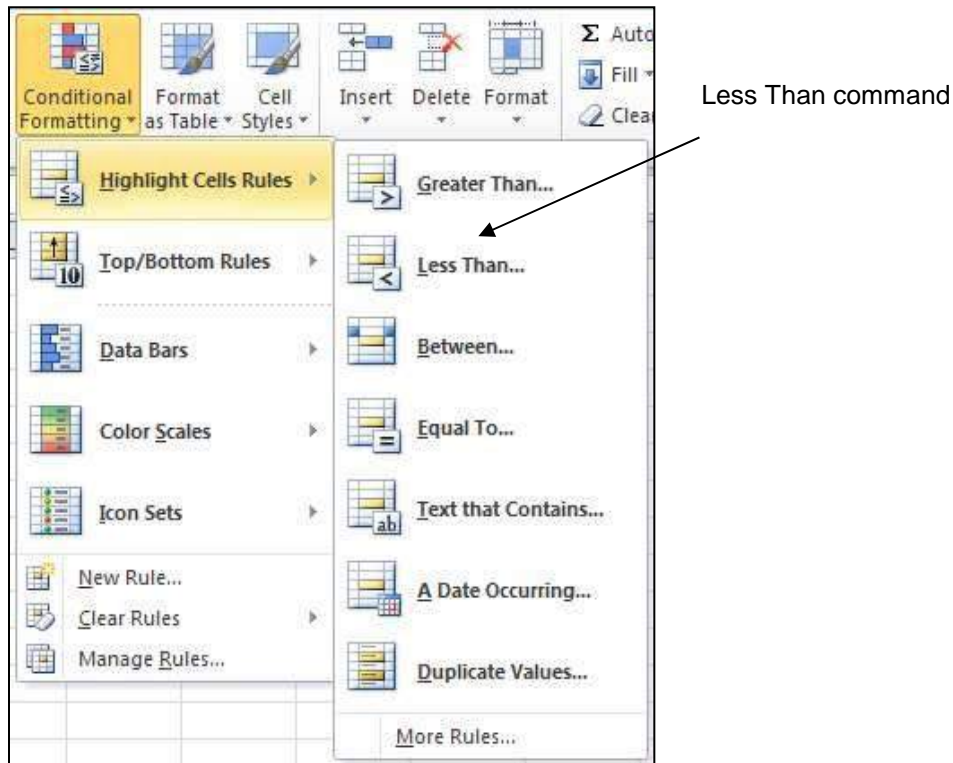 Conditional Formatting
Format as Table
Cell Styles
Insert
Delete
Format
Σ Auto
Fill
Clea
Less Than command
Highlight Cells Rules
Top/Bottom Rules
Data Bars
Color Scales
Icon Sets
New Rule...
Clear Rules
Manage Rules...
Greater Than...
Less Than...
Between...
Equal To...
Text that Contains...
A Date Occurring...
Duplicate Values...
More Rules...